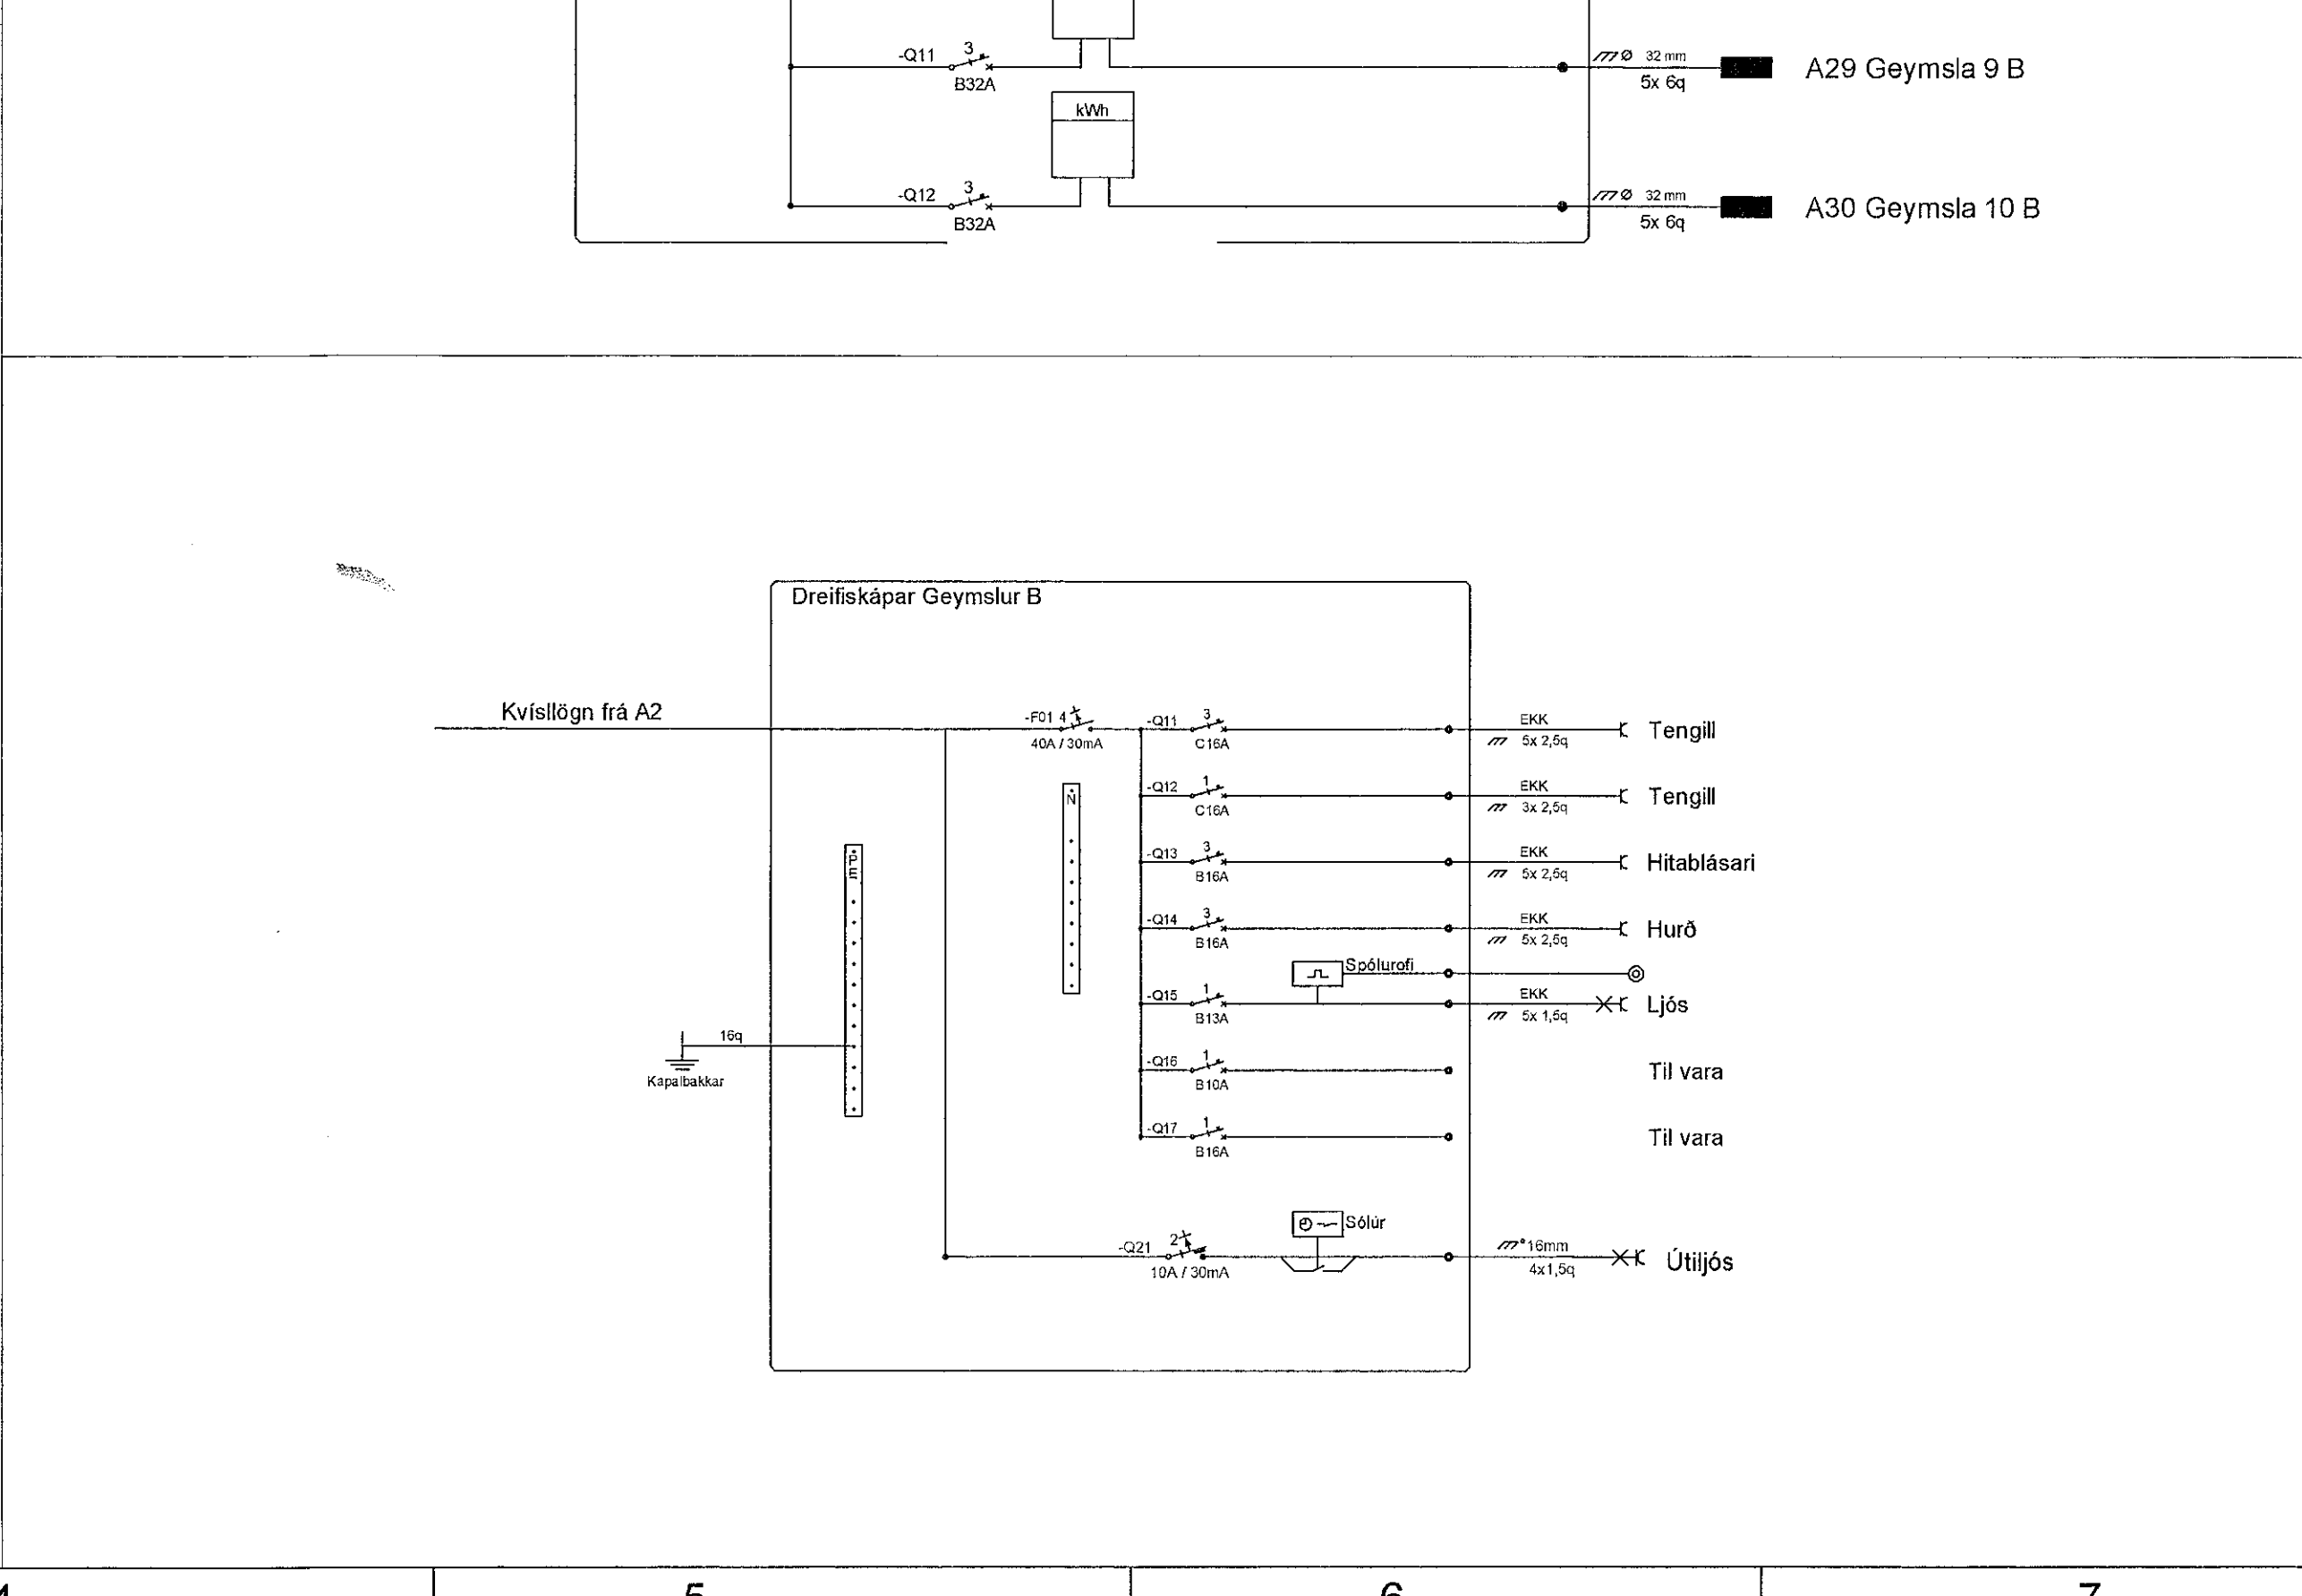 -Q11 3 32 mm A29 Geymsla 9 B
B32A 5x 6q
kWh
-Q12 3 32 mm A30 Geymsla 10 B
B32A 5x 6q
Dreifiskápar Geymslur B
Kvísllögn frá A2
-F01 4 -Q11 3 EKK Tengill
40A / 30mA C16A 5x 2,5q
N
-Q12 1 EKK Tengill
C16A 3x 2,5q
PE
-Q13 3 EKK Hitablásari
B16A 5x 2,5q
-Q14 3 EKK Hurð
B16A 5x 2,5q
Spólurofi
-Q15 1 EKK Ljós
B13A 5x 1,5q
16q
Kapalbakkar
-Q16 1 Til vara
B10A
-Q17 1 Til vara
B16A
Sólúr
-Q21 2 16mm Útiljós
10A / 30mA 4x1,5q
5 6 7